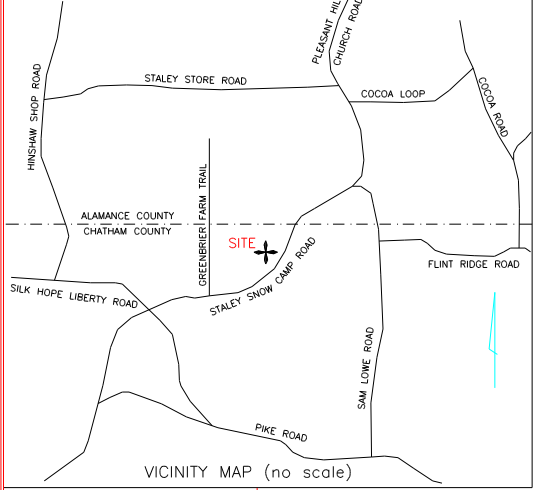 PLEASANT HIL
CHURCH ROAD
HINSHAW SHOP ROAD
STALEY STORE ROAD
COCOA LOOP
COCOA ROAD
GREENBRIER FARM TRAIL
ALAMANCE COUNTY
CHATHAM COUNTY
SITE
STALEY SNOW CAMP ROAD
FLINT RIDGE ROAD
SILK HOPE LIBERTY ROAD
SAM LOWE ROAD
PIKE ROAD
VICINITY MAP (no scale)